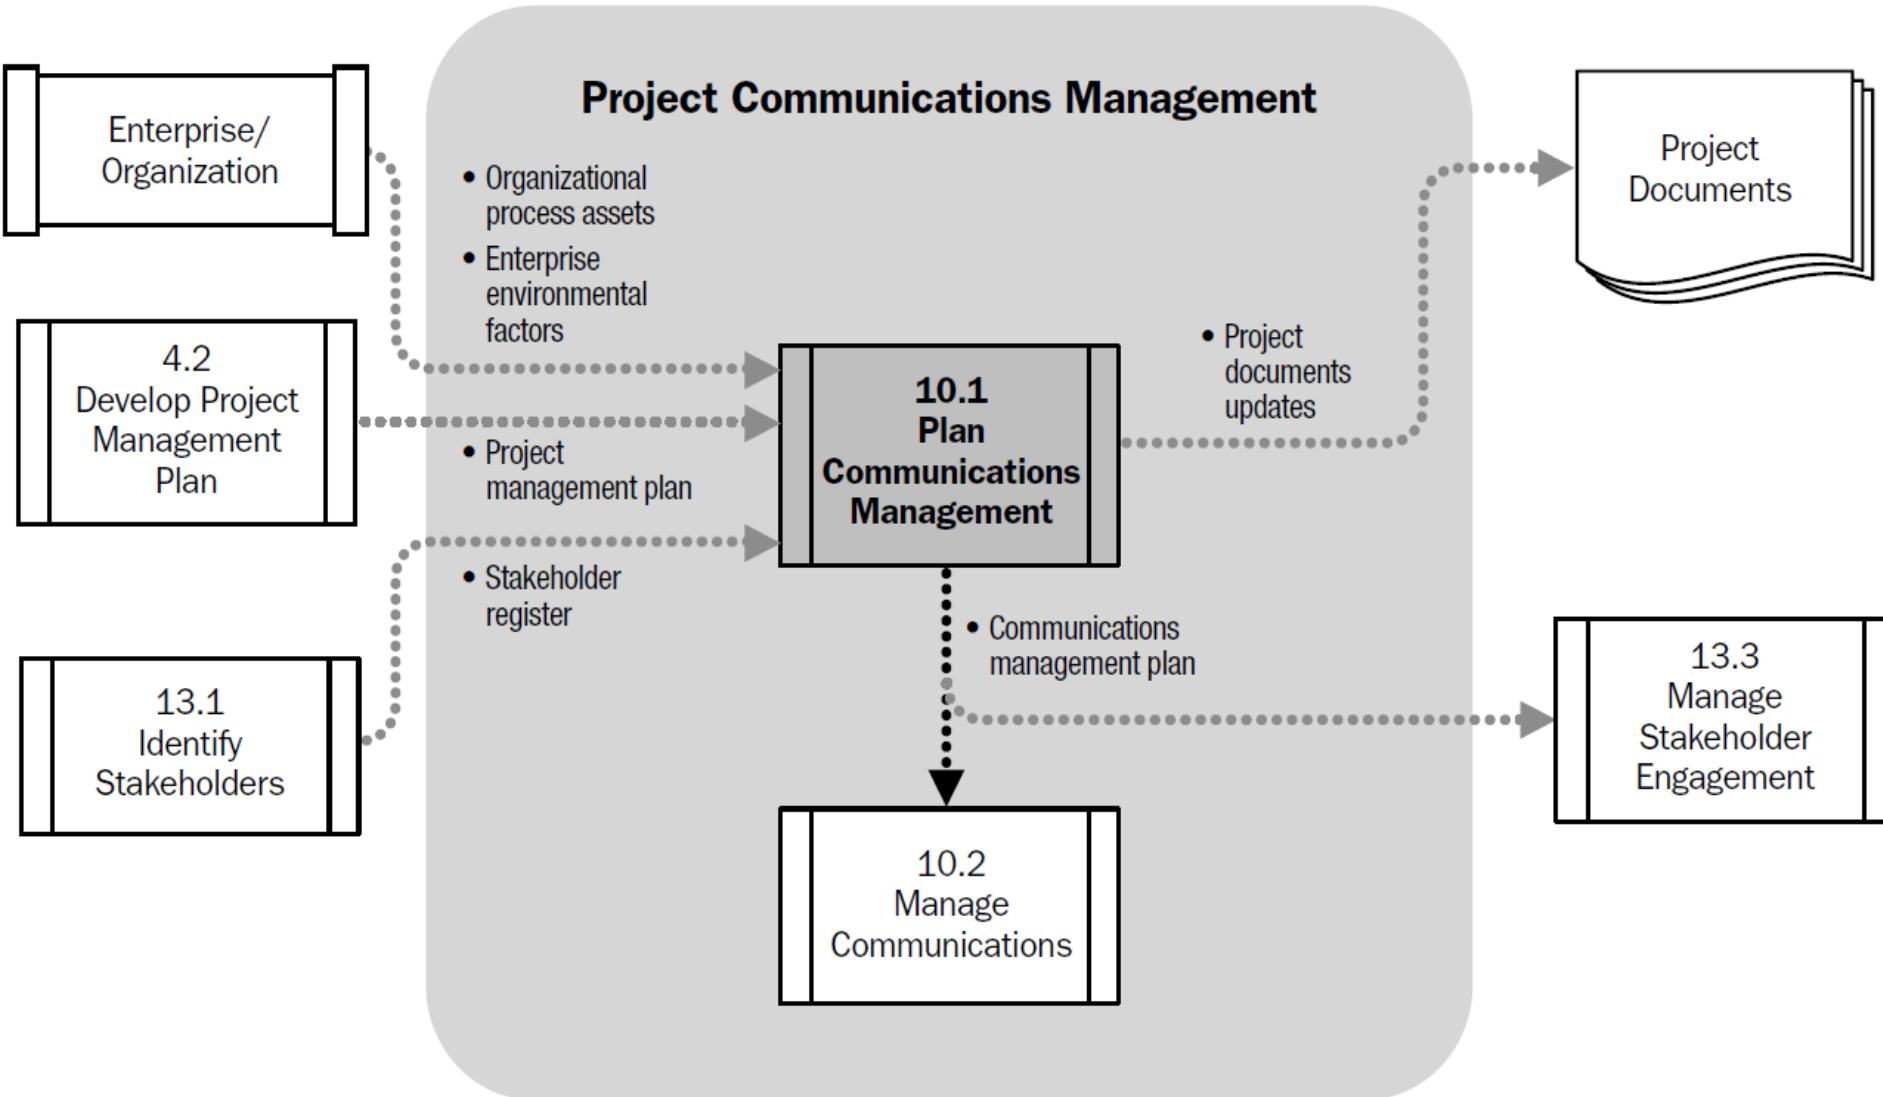 Project Communications Management
Enterprise/
Organization
• Organizational
process assets
• Enterprise
environmental
factors
Project
Documents
4.2
Develop Project
Management
Plan
• Project
management plan
10.1
Plan
Communications
Management
• Project
documents
updates
• Stakeholder
register
13.1
Identify
Stakeholders
• Communications
management plan
13.3
Manage
Stakeholder
Engagement
10.2
Manage
Communications